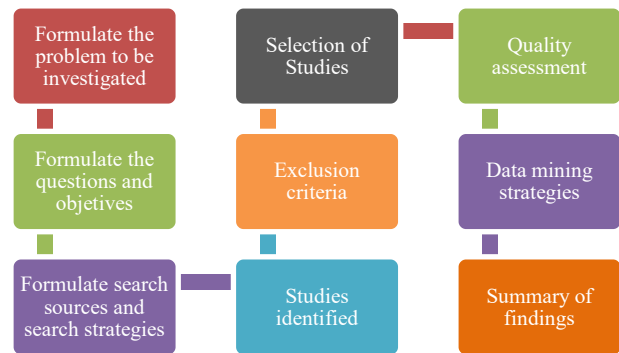 Formulate the
problem to be
investigated
Formulate the
questions and
objetives
Formulate search
sources and
search strategies
Studies
identified
Exclusion
criteria
Selection of
Studies
Quality
assessment
Data mining
strategies
Summary of
findings